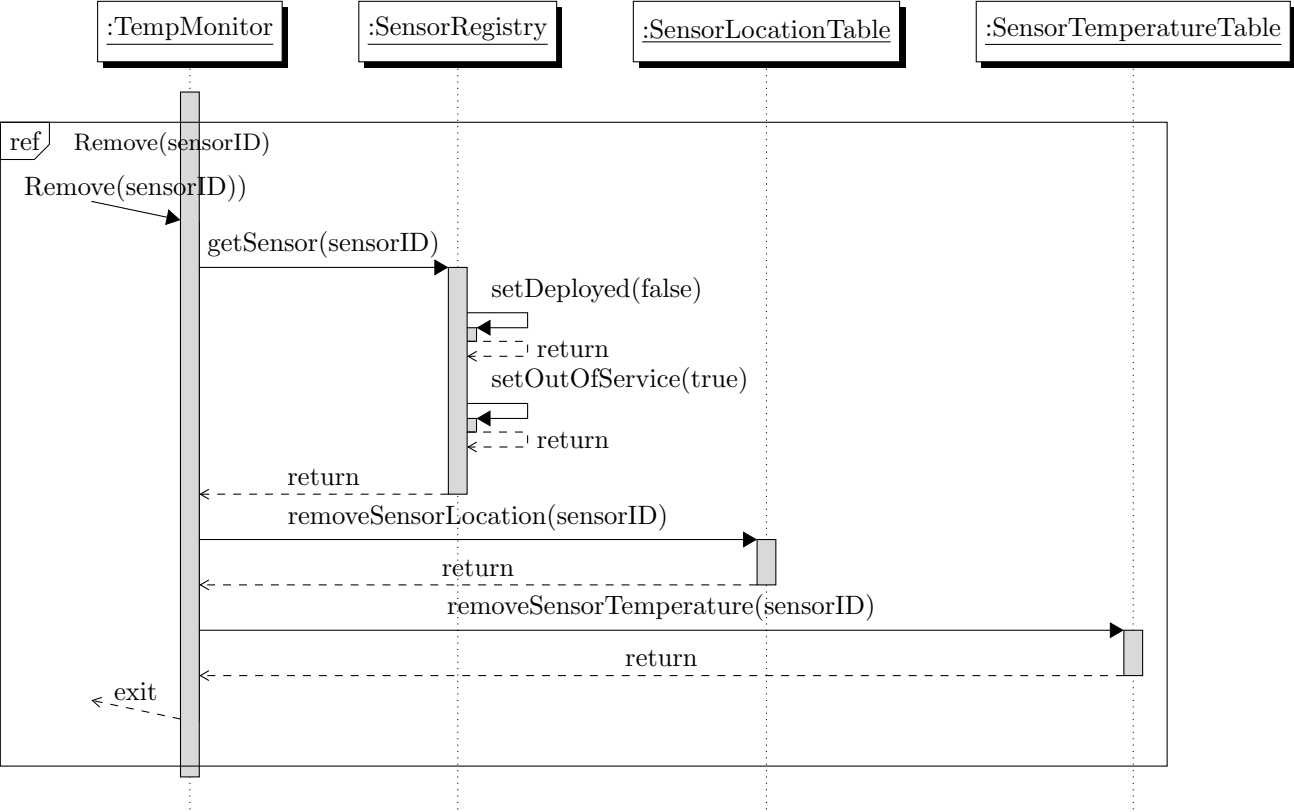 :TempMonitor
:SensorRegistry
:SensorLocationTable
:SensorTemperatureTable
ref
Remove(sensorID)
Remove(sensorID))
getSensor(sensorID)
setDeployed(false)
return
setOutOfService(true)
return
return
removeSensorLocation(sensorID)
return
removeSensorTemperature(sensorID)
return
exit